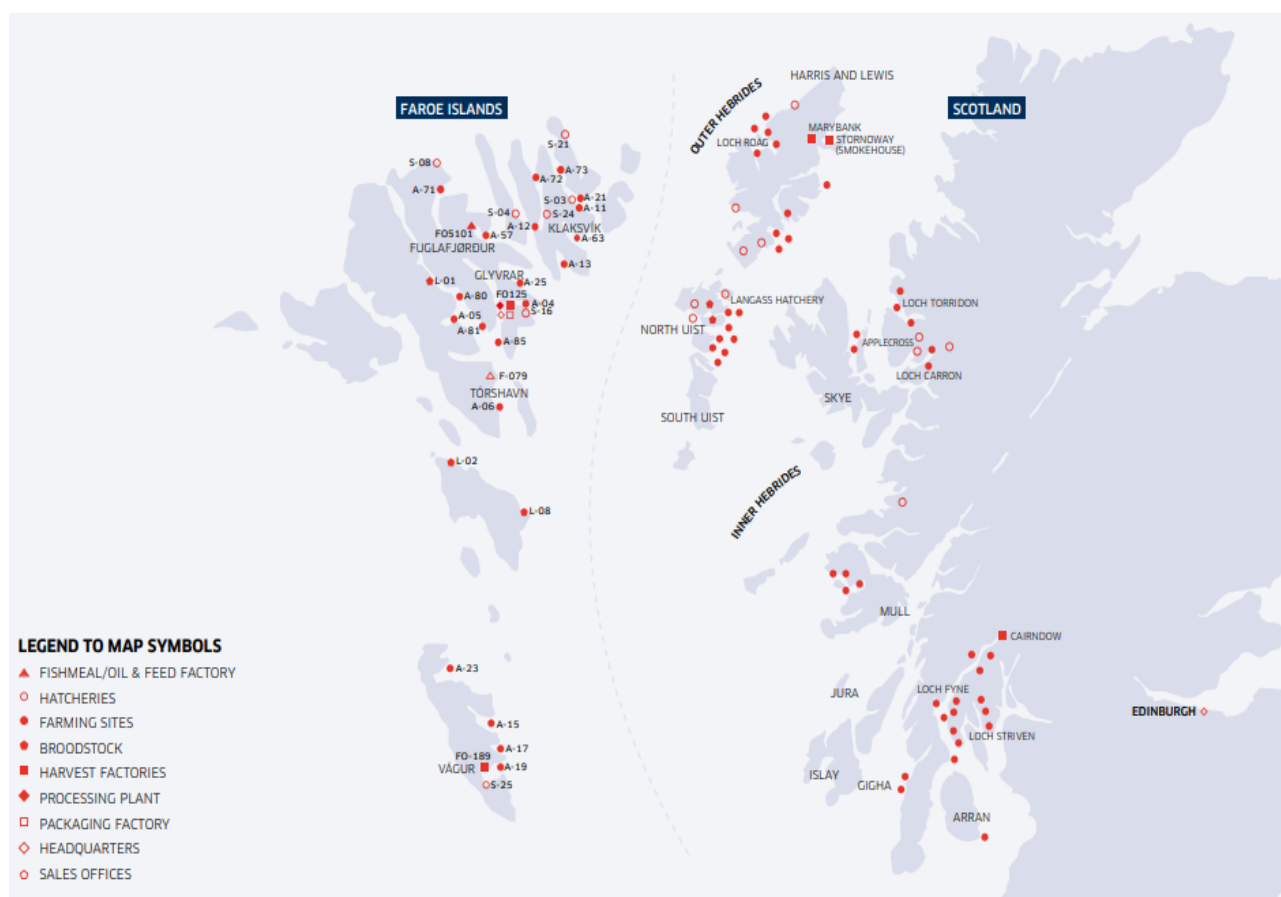 FAROE ISLANDS
S-21
S-08
A-73
A-72
A-71
S-03
A-21
A-11
S-04
S-24
A-12
KLAKSVÍK
FO5101
A-57
A-63
FUGLAFJØRÐUR
A-13
GLYVRAR
L-01
A-25
FO125
A-80
A-04
S-16
A-05
A-81
A-85
F-079
TÓRSHAVN
A-06
L-02
L-08
A-23
A-15
A-17
FO-189
VÁGUR
A-19
S-25
SCOTLAND
HARRIS AND LEWIS
OUTER HEBRIDES
MARYBANK
LOCH ROAG
STORNOWAY
(SMOKEHOUSE)
LANGASS HATCHERY
LOCH TORRIDON
NORTH UIST
APPLECROSS
LOCH CARRON
SKYE
SOUTH UIST
INNER HEBRIDES
MULL
CAIRNDOW
JURA
LOCH FYNE
EDINBURGH
LOCH STRIVEN
ISLAY
GIGHA
ARRAN
LEGEND TO MAP SYMBOLS
FISHMEAL/OIL & FEED FACTORY
HATCHERIES
FARMING SITES
BROODSTOCK
HARVEST FACTORIES
PROCESSING PLANT
PACKAGING FACTORY
HEADQUARTERS
SALES OFFICES